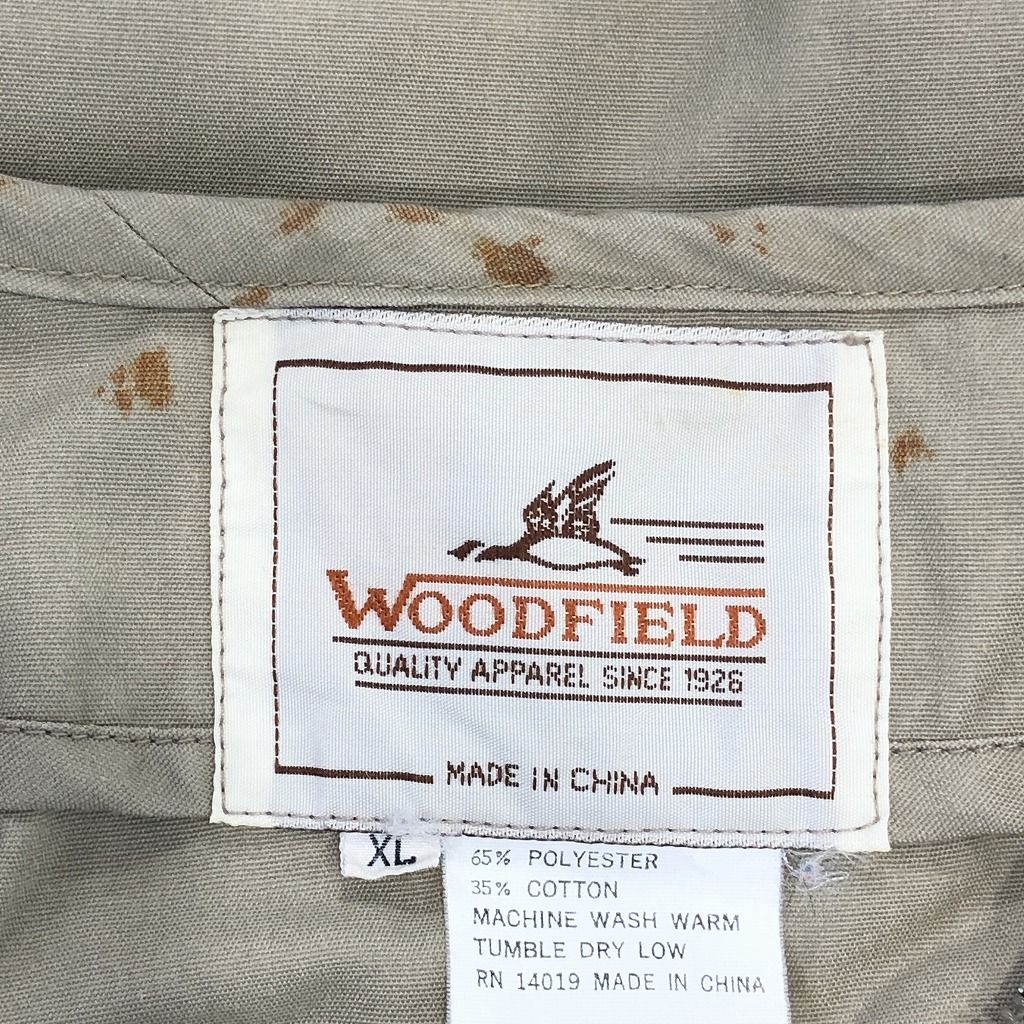 WOODFIELD
QUALITY APPAREL SINCE 1926
MADE IN CHINA
XL
65% POLYESTER
35% COTTON
MACHINE WASH WARM
TUMBLE DRY LOW
RN 14019 MADE IN CHINA